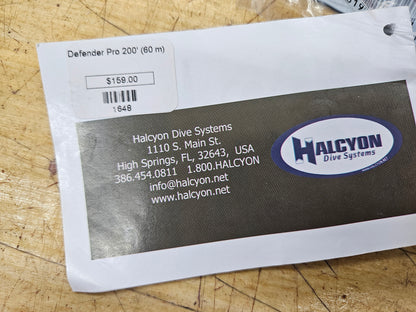 Defender Pro 200' (60 m)
$159.00
1648
Halcyon Dive Systems
1110 S. Main St.
High Springs, FL, 32643, USA
386.454.0811 1.800.HALCYON
info@halcyon.net
www.halcyon.net
HALCYON
Dive Systems